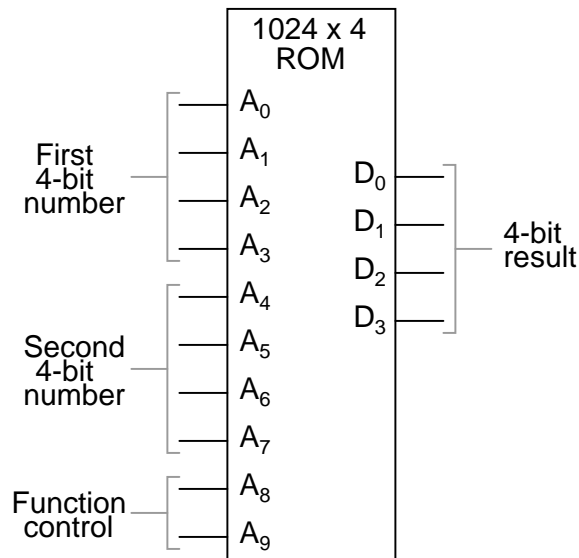 1024 x 4
ROM
First
4-bit
number
A0
A1
A2
A3
Second
4-bit
number
A4
A5
A6
A7
Function
control
A8
A9
D0
D1
D2
D3
4-bit
result